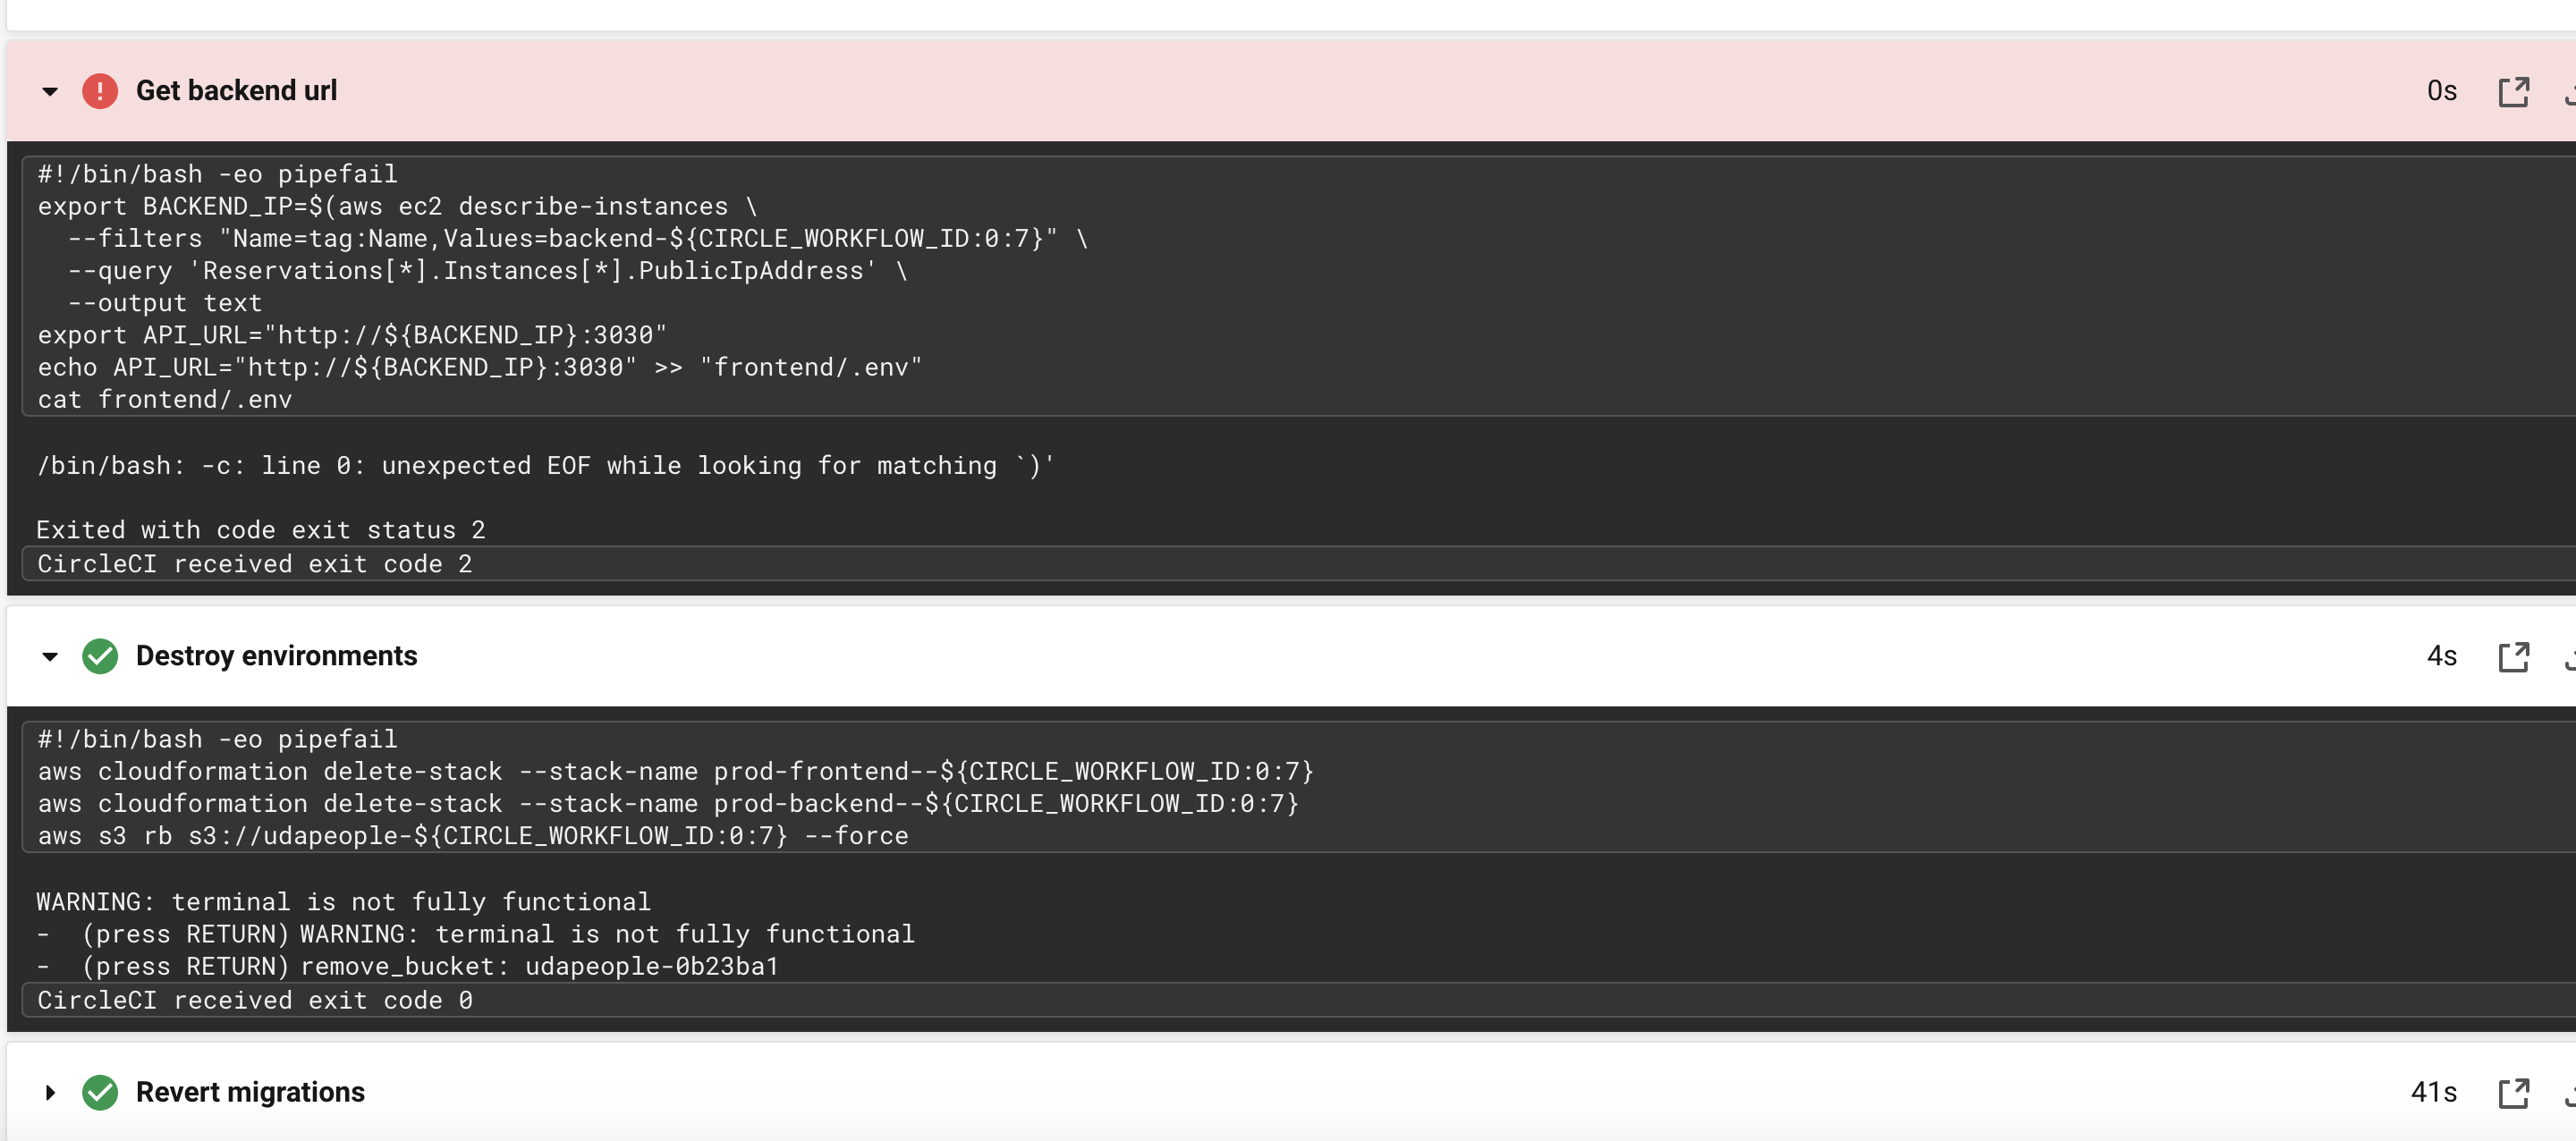 Get backend url
0s
#!/bin/bash -eo pipefail
export BACKEND_IP=$(aws ec2 describe-instances \
  --filters "Name=tag:Name,Values=backend-${CIRCLE_WORKFLOW_ID:0:7}" \
  --query 'Reservations[*].Instances[*].PublicIpAddress' \
  --output text
export API_URL="http://${BACKEND_IP}:3030"
echo API_URL="http://${BACKEND_IP}:3030" >> "frontend/.env"
cat frontend/.env
/bin/bash: -c: line 0: unexpected EOF while looking for matching `)'
Exited with code exit status 2
CircleCI received exit code 2
Destroy environments
4s
#!/bin/bash -eo pipefail
aws cloudformation delete-stack --stack-name prod-frontend--${CIRCLE_WORKFLOW_ID:0:7}
aws cloudformation delete-stack --stack-name prod-backend--${CIRCLE_WORKFLOW_ID:0:7}
aws s3 rb s3://udapeople-${CIRCLE_WORKFLOW_ID:0:7} --force
WARNING: terminal is not fully functional
-  (press RETURN) WARNING: terminal is not fully functional
-  (press RETURN) remove_bucket: udapeople-0b23ba1
CircleCI received exit code 0
Revert migrations
41s